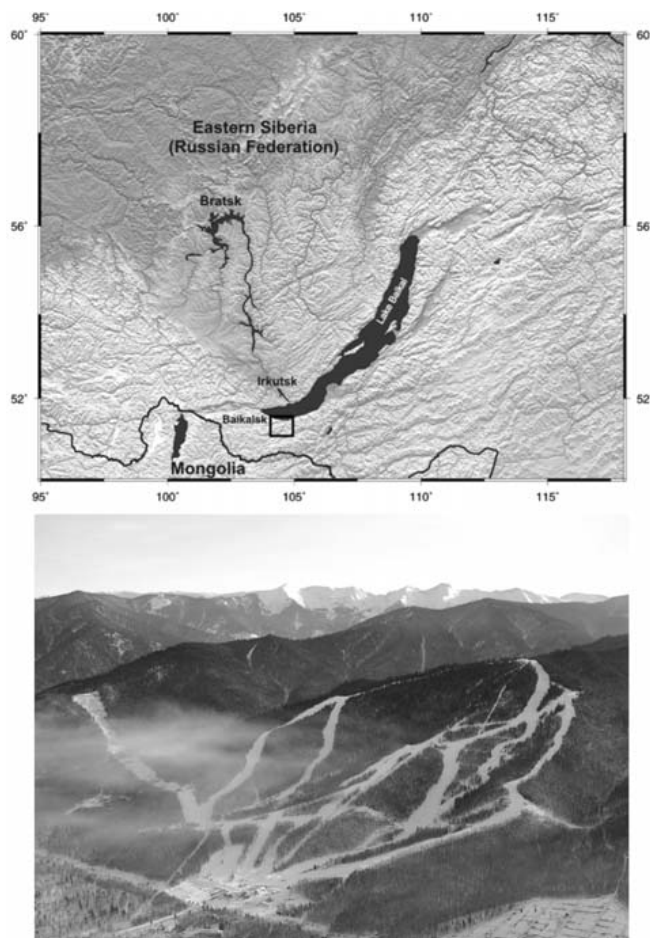 95° 100° 105° 110° 115°
60° 60
Eastern Siberia
(Russian Federation)
Bratsk
56° 56
Lake Baikal
Irkutsk
52° 52
Baikalsk
Mongolia
95° 100° 105° 110° 115°